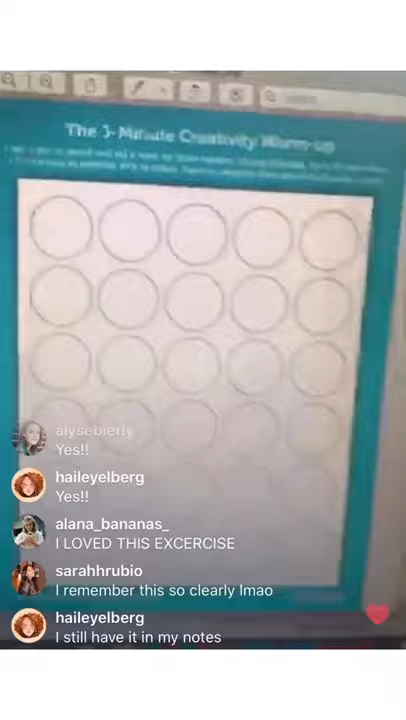 The 3-Minute Creativity Warm-up
alysebierly
Yes!!
haileyelberg
Yes!!
alana_bananas_
I LOVED THIS EXCERCISE
sarahhrubio
I remember this so clearly lmao
haileyelberg
I still have it in my notes